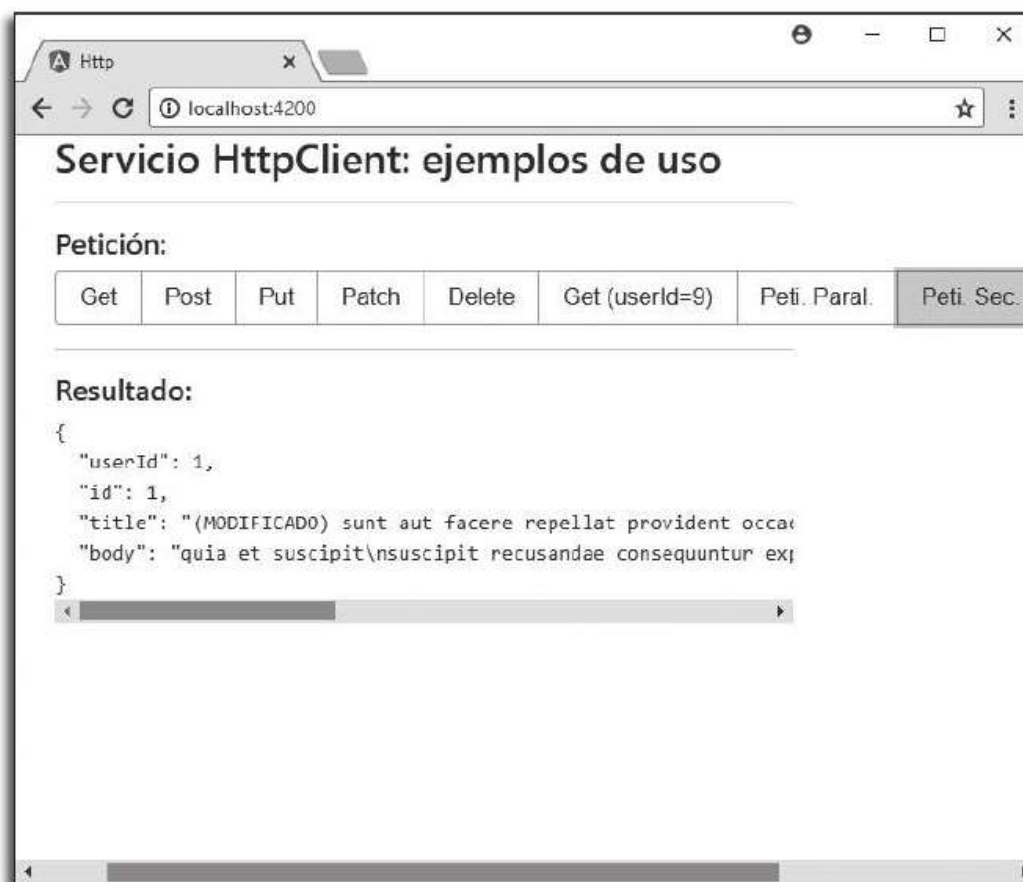 Http
localhost:4200
Servicio HttpClient: ejemplos de uso
Petición:
Get Post Put Patch Delete Get (userId=9) Peti. Paral. Peti. Sec.
Resultado:
{
"userId": 1,
"id": 1,
"title": "(MODIFICADO) sunt aut facere repellat provident
"body": "quia et suscipit\nsuscipit recusandae consequuntur
}